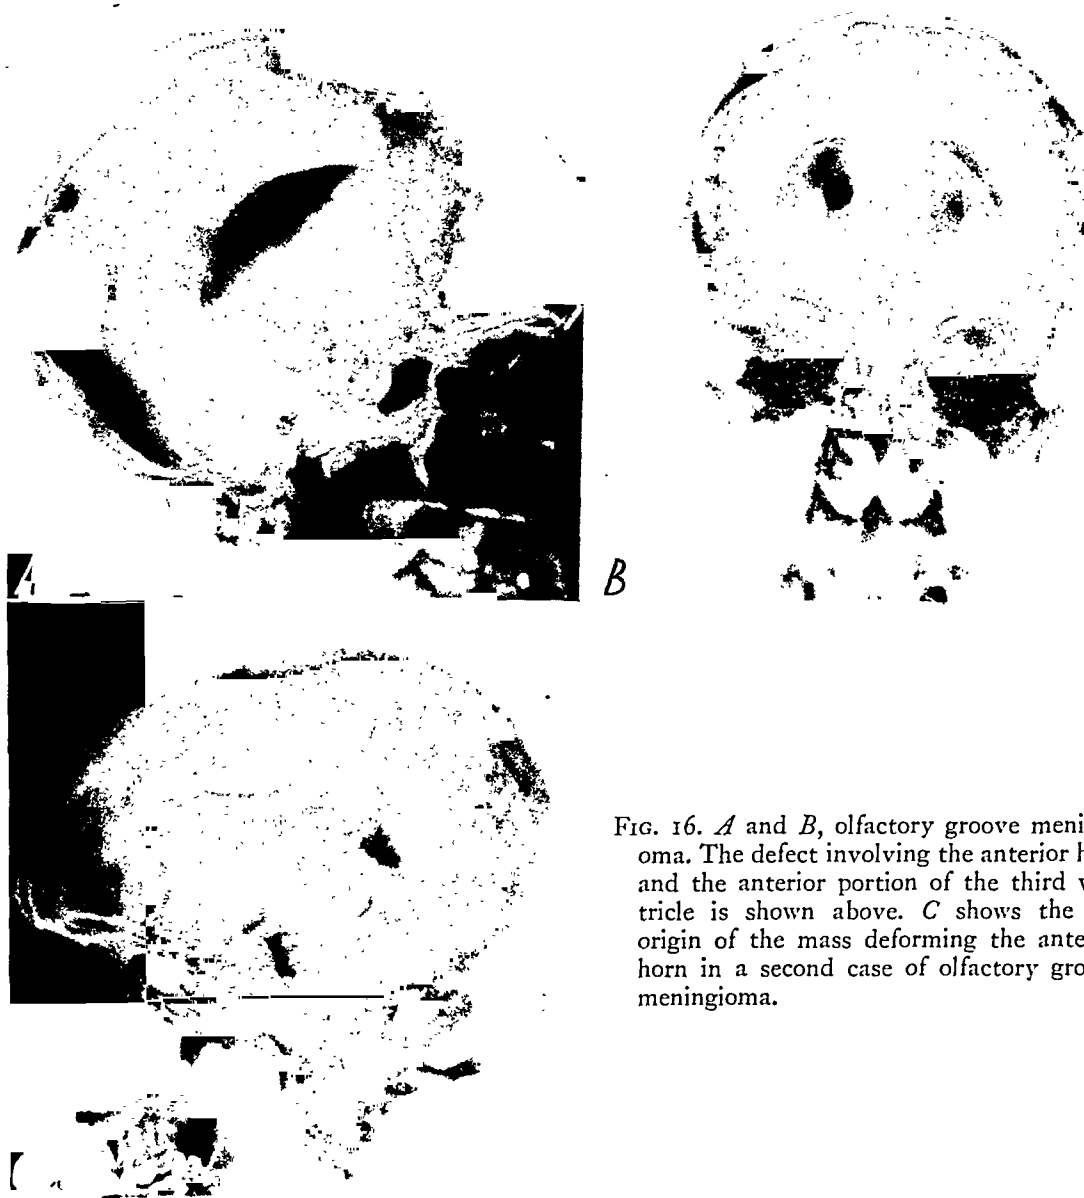 A
B
C
FIG. 16. A and B, olfactory groove meni
oma. The defect involving the anterior
and the anterior portion of the third
tricle is shown above. C shows the
origin of the mass deforming the ante
horn in a second case of olfactory gro
meningioma.